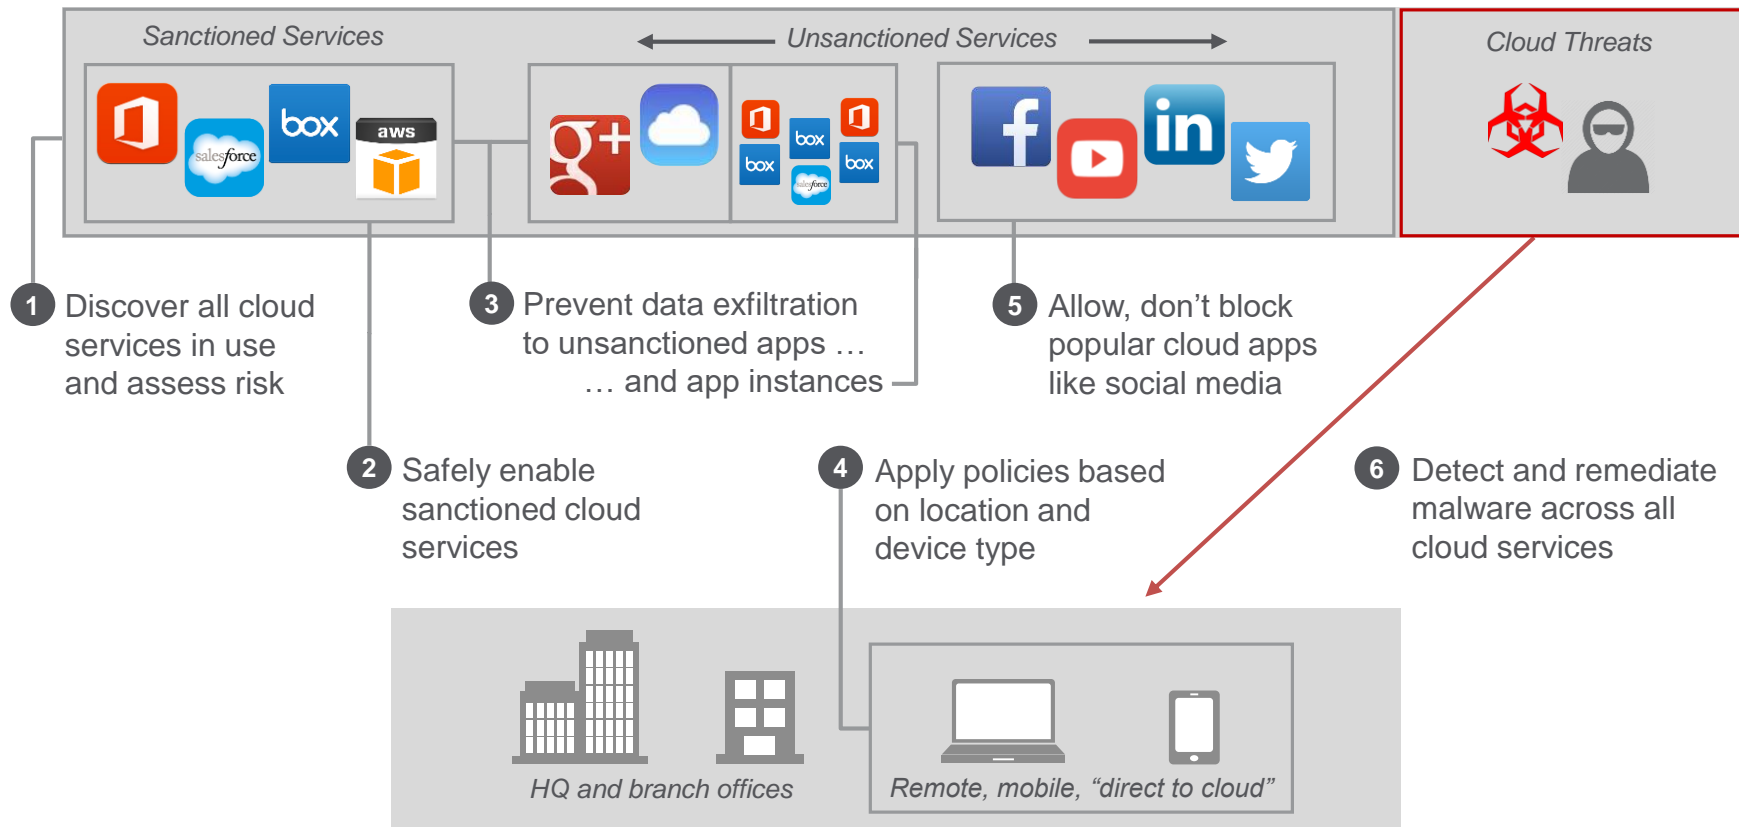 Sanctioned Services
Unsanctioned Services
Cloud Threats
salesforce
box
aws
g+
box
box
box
salesforce
f
in
1 Discover all cloud
services in use
and assess risk
3 Prevent data exfiltration
to unsanctioned apps …
… and app instances
5 Allow, don’t block
popular cloud apps
like social media
2 Safely enable
sanctioned cloud
services
4 Apply policies based
on location and
device type
6 Detect and remediate
malware across all
cloud services
HQ and branch offices
Remote, mobile, “direct to cloud”